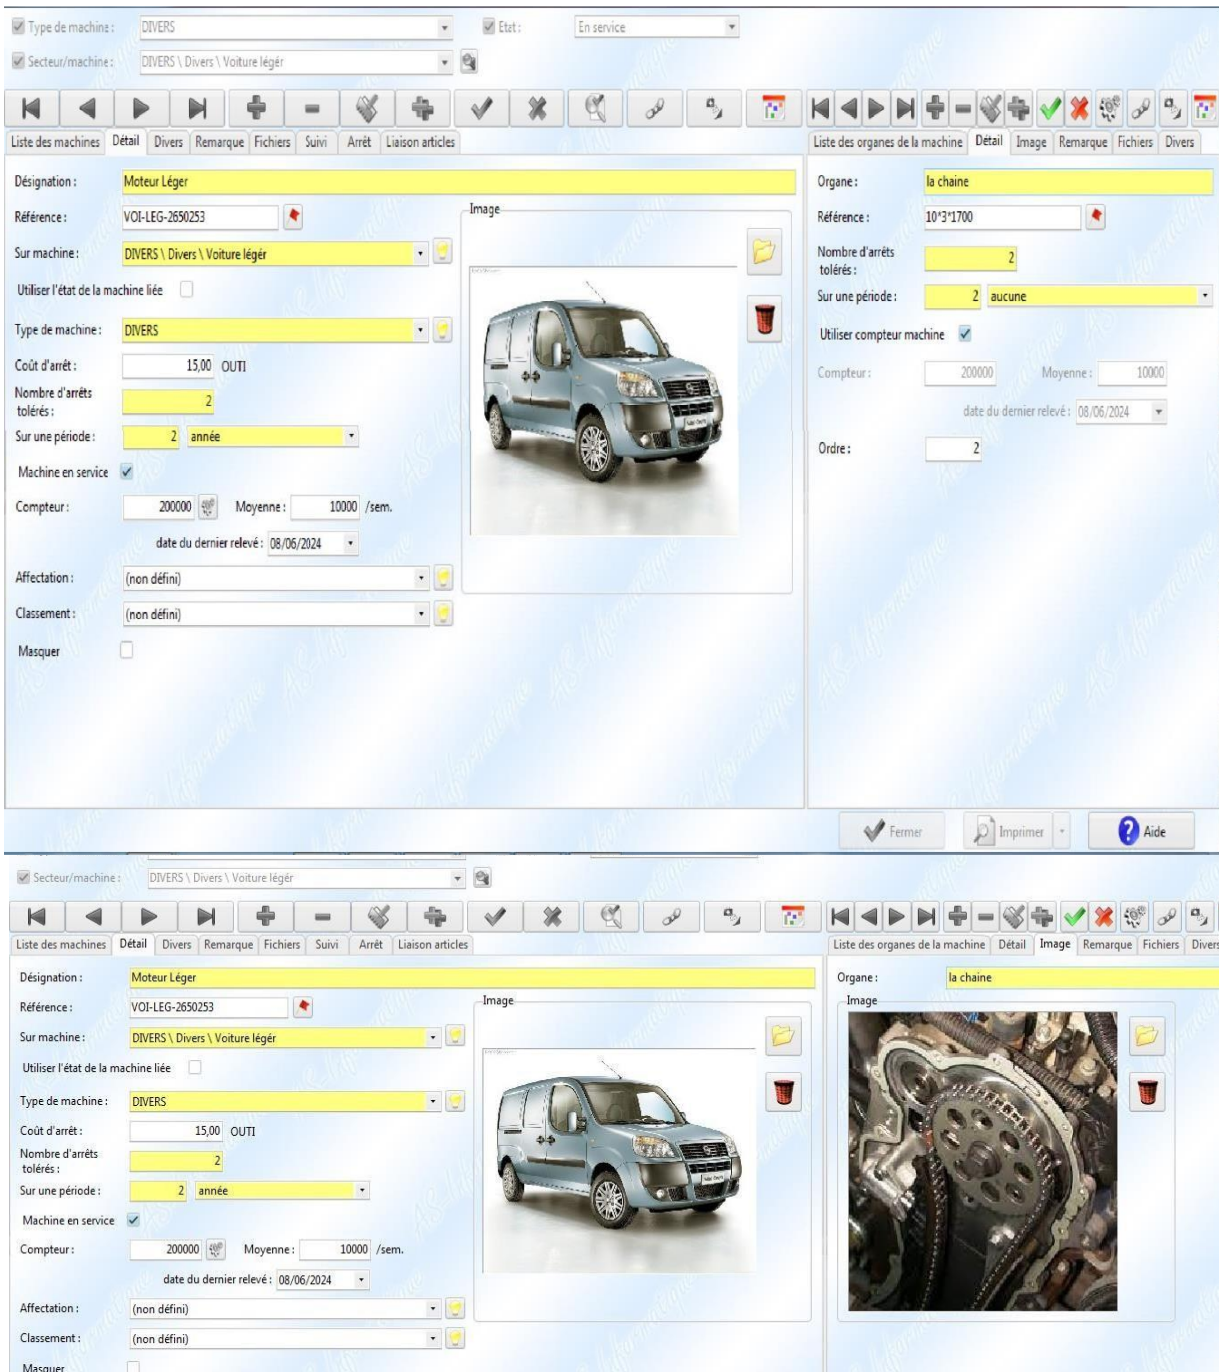 Type de machine : DIVERS Etat : En service
Secteur/machine : DIVERS \ Divers \ Voiture légér
Liste des machines Détail Divers Remarque Fichiers Suivi Arrêt Liaison articles
Désignation : Moteur Léger
Référence : VOI-LEG-2650253
Sur machine : DIVERS \ Divers \ Voiture légér
Utiliser l'état de la machine liée
Type de machine : DIVERS
Coût d'arrêt : 15,00 OUTI
Nombre d'arrêts
tolérés : 2
Sur une période : 2 année
Machine en service
Compteur : 200000 Moyenne : 10000 /sem.
date du dernier relevé : 08/06/2024
Affectation : (non défini)
Classement : (non défini)
Masquer
Image
Liste des organes de la machine Détail Image Remarque Fichiers Divers
Organe : la chaine
Référence : 10*3*1700
Nombre d'arrêts
tolérés : 2
Sur une période : 2 aucune
Utiliser compteur machine
Compteur : 200000 Moyenne : 10000
date du dernier relevé : 08/06/2024
Ordre : 2
Fermer Imprimer Aide
Secteur/machine : DIVERS \ Divers \ Voiture légér
Liste des machines Détail Divers Remarque Fichiers Suivi Arrêt Liaison articles
Désignation : Moteur Léger
Référence : VOI-LEG-2650253
Sur machine : DIVERS \ Divers \ Voiture légér
Utiliser l'état de la machine liée
Type de machine : DIVERS
Coût d'arrêt : 15,00 OUTI
Nombre d'arrêts
tolérés : 2
Sur une période : 2 année
Machine en service
Compteur : 200000 Moyenne : 10000 /sem.
date du dernier relevé : 08/06/2024
Affectation : (non défini)
Classement : (non défini)
Masquer
Image
Liste des organes de la machine Détail Image Remarque Fichiers Divers
Organe : la chaine
Image